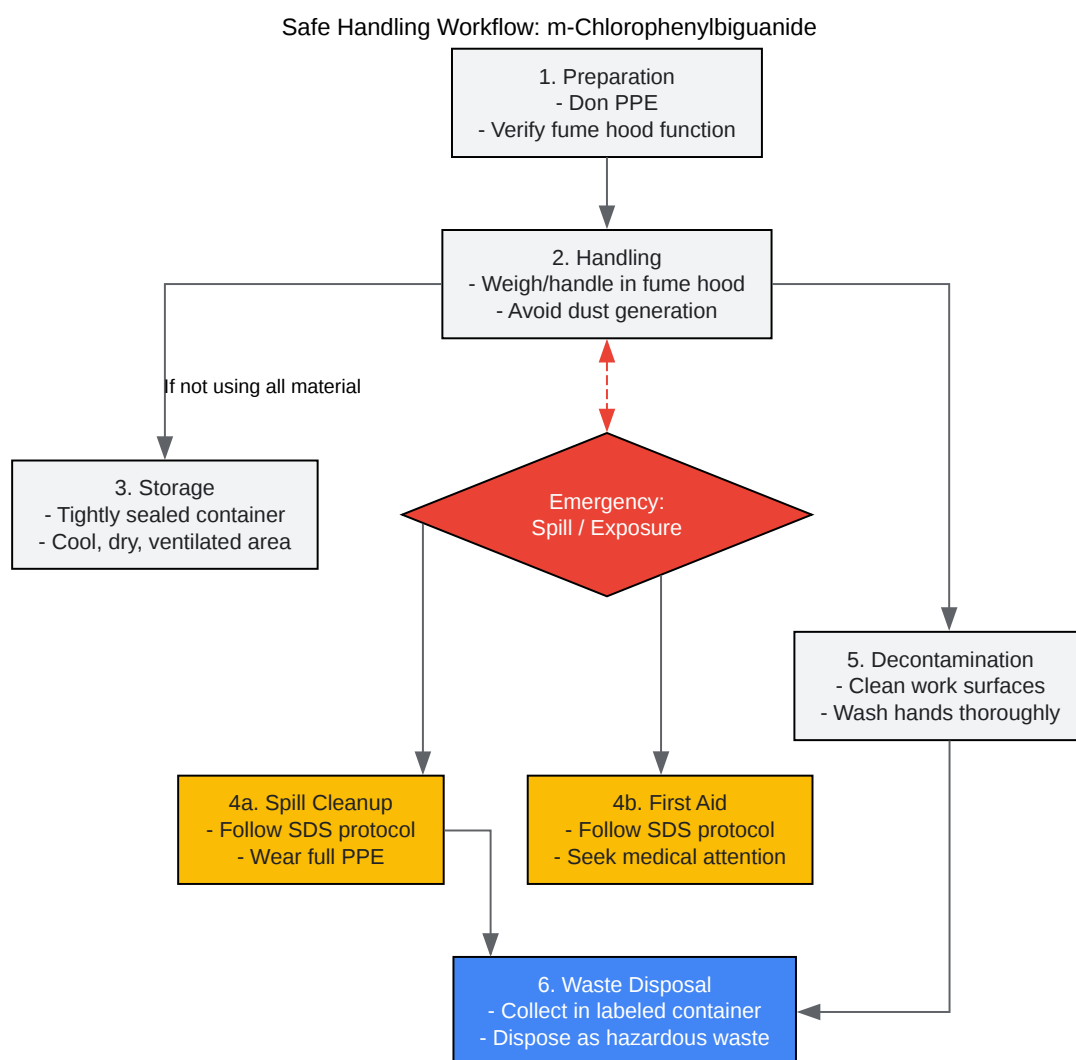 Safe Handling Workflow: m-Chlorophenylbiguanide
1. Preparation
- Don PPE
- Verify fume hood function
2. Handling
- Weigh/handle in fume hood
- Avoid dust generation
If not using all material
3. Storage
- Tightly sealed container
- Cool, dry, ventilated area
Emergency:
Spill / Exposure
5. Decontamination
- Clean work surfaces
- Wash hands thoroughly
4a. Spill Cleanup
- Follow SDS protocol
- Wear full PPE
4b. First Aid
- Follow SDS protocol
- Seek medical attention
6. Waste Disposal
- Collect in labeled container
- Dispose as hazardous waste